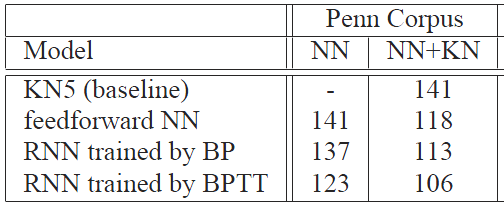 Penn Corpus
Model NN NN+KN
KN5 (baseline) - 141
feedforward NN 141 118
RNN trained by BP 137 113
RNN trained by BPTT 123 106